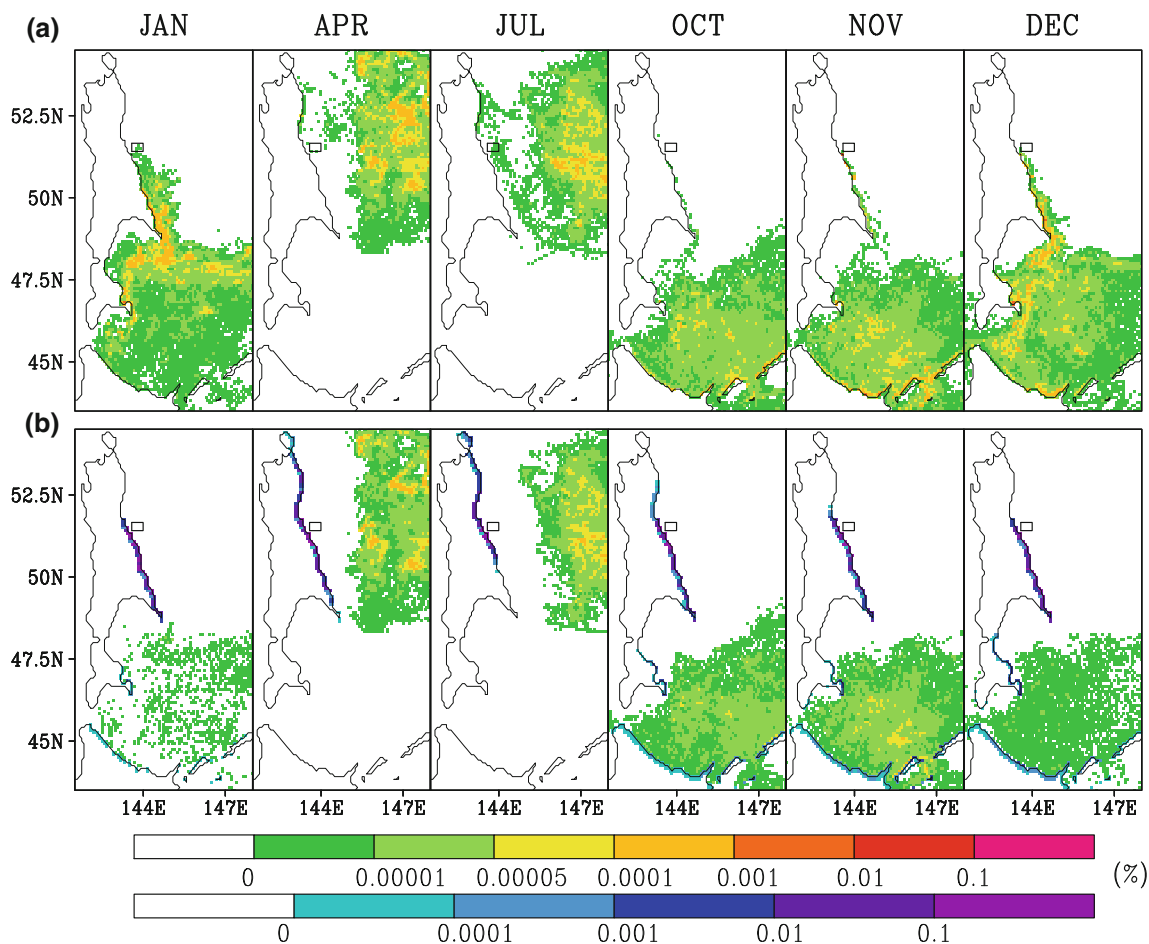 (a) JAN APR JUL OCT NOV DEC
52.5N
50N
47.5N
45N
(b)
52.5N
50N
47.5N
45N
144E 147E 144E 147E 144E 147E 144E 147E 144E 147E 144E 147E
0 0.00001 0.00005 0.0001 0.001 0.01 0.1 (%)
0 0.0001 0.001 0.01 0.1